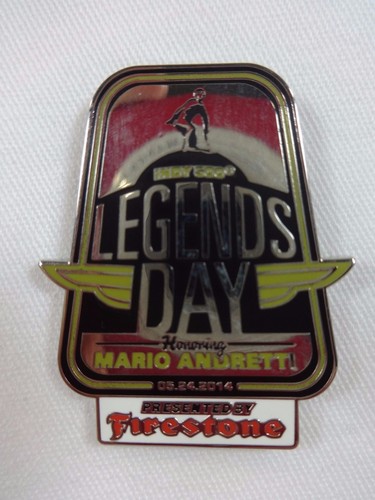 INDY 500®
LEGENDS
DAY
Honoring
MARIO ANDRETTI
05.24.2014
PRESENTED BY
Firestone